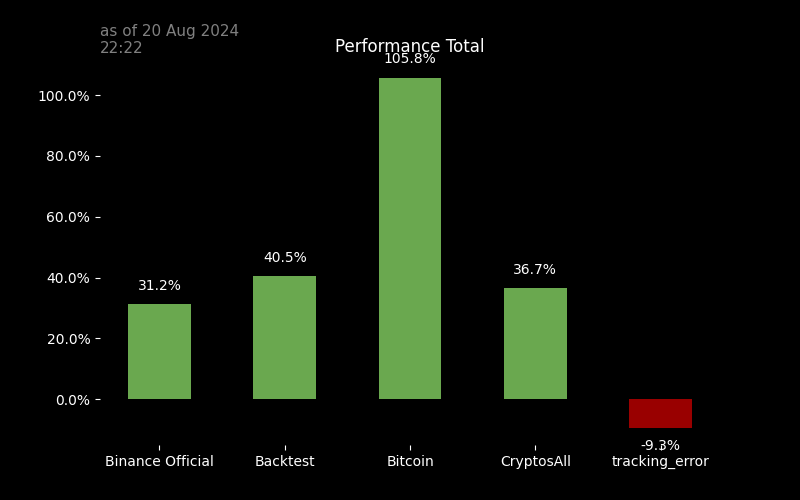 as of 20 Aug 2024
22:22
Performance Total
105.8%
100.0%
80.0%
60.0%
40.5%
36.7%
40.0%
31.2%
20.0%
0.0%
-9.3%
Binance Official
Backtest
Bitcoin
CryptosAll
tracking_error